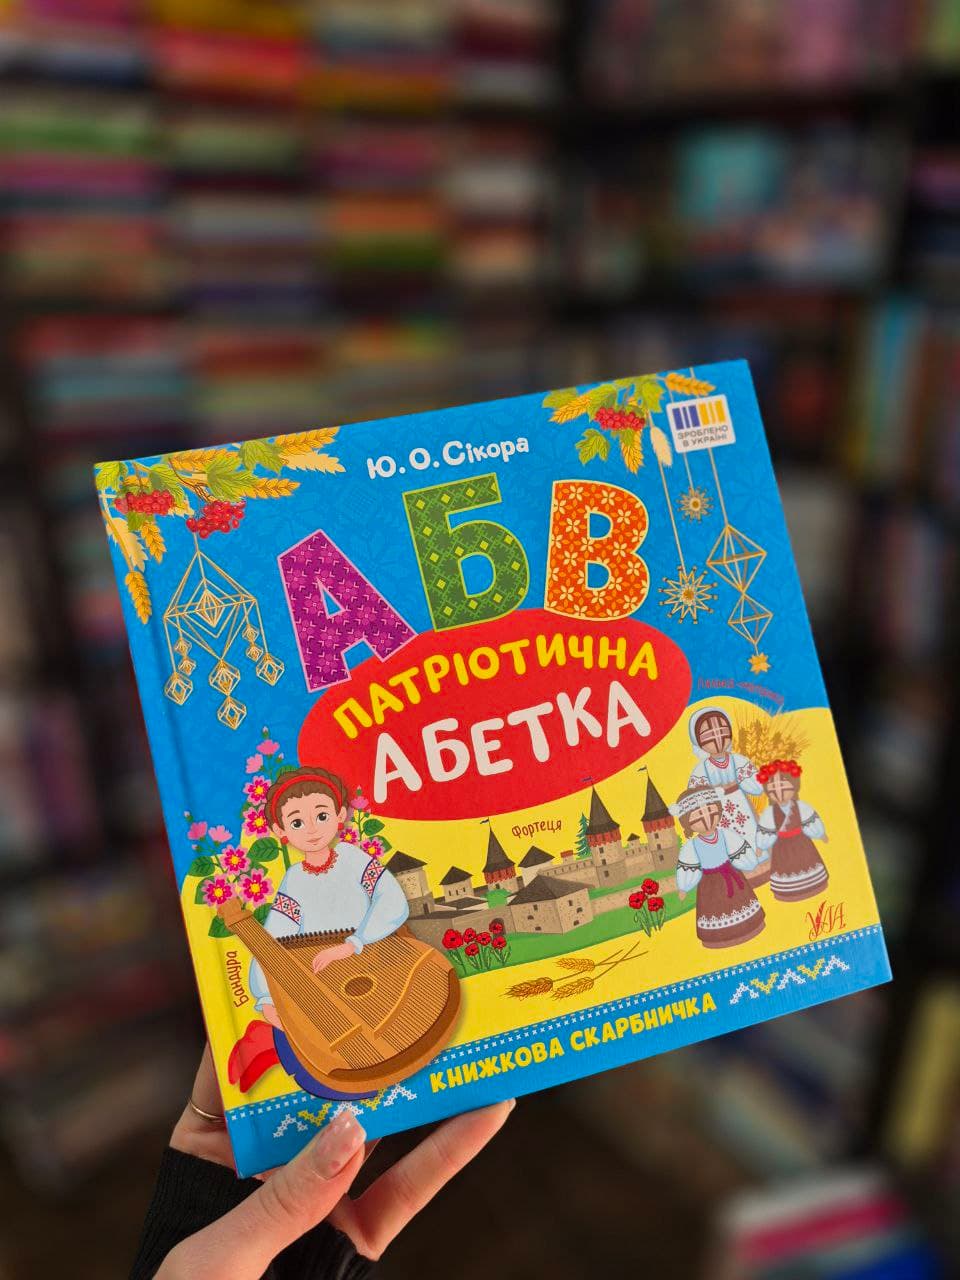 Ю. О. Сікора
ЗРОБЛЕНО
В УКРАЇНІ
АБВ
ПАТРІОТИЧНА
АБЕТКА
Фортеця
Бандура
УЛА
КНИЖКОВА СКАРБНИЧКА